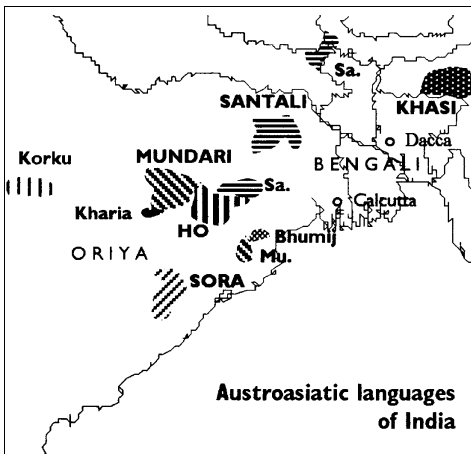 Sa.
SANTALI
KHASI
Dacca
Korku
MUNDARI
BENGALI
Sa.
Calcutta
Kharia
HO
Bhumij
ORIYA
Mu.
SORA
Austroasiatic languages
of India